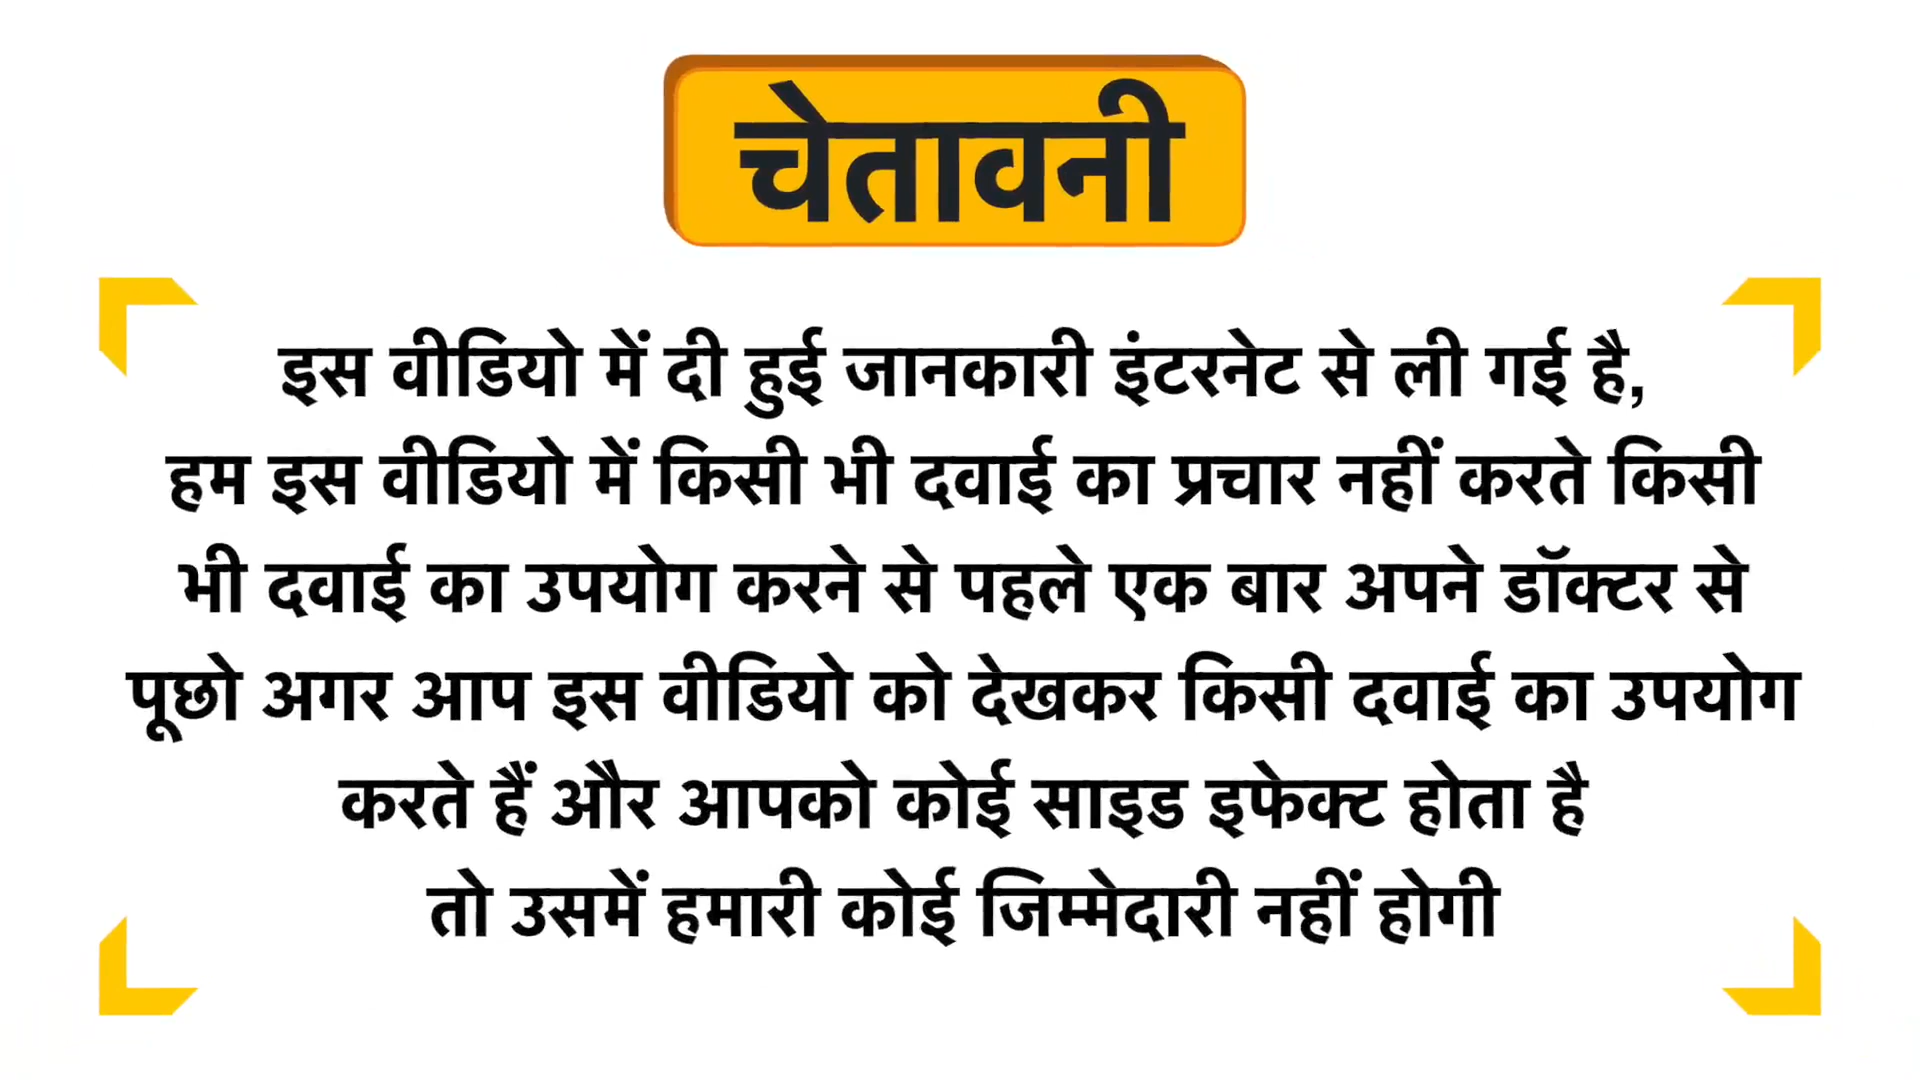 चेतावनी
इस वीडियो में दी हुई जानकारी इंटरनेट से ली गई है,
हम इस वीडियो में किसी भी दवाई का प्रचार नहीं करते किसी
भी दवाई का उपयोग करने से पहले एक बार अपने डॉक्टर से
पूछो अगर आप इस वीडियो को देखकर किसी दवाई का उपयोग
करते हैं और आपको कोई साइड इफेक्ट होता है
तो उसमें हमारी कोई जिम्मेदारी नहीं होगी